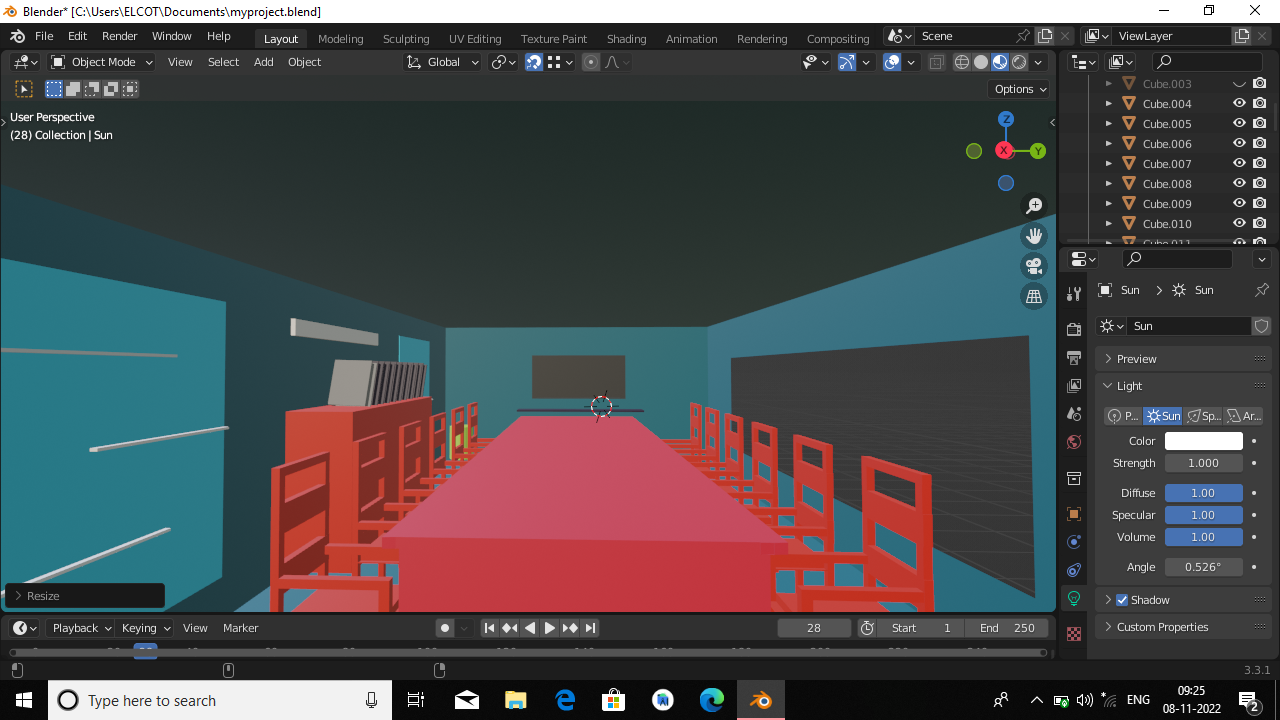 Blender* [C:\Users\ELCOT\Documents\myproject.blend]
File Edit Render Window Help Layout Modeling Sculpting UV Editing Texture Paint Shading Animation Rendering Compositing Scene ViewLayer
Object Mode View Select Add Object Global
Options
User Perspective
(28) Collection | Sun
Z
X
Y
Cube.003
Cube.004
Cube.005
Cube.006
Cube.007
Cube.008
Cube.009
Cube.010
Cube.011
Sun > Sun
Sun
Preview
Light
P... Sun Sp... Ar...
Color
Strength 1.000
Diffuse 1.00
Specular 1.00
Volume 1.00
Angle 0.526°
Shadow
Custom Properties
Resize
Playback Keying View Marker 28 Start 1 End 250
3.3.1
Type here to search
ENG
09:25
08-11-2022
2